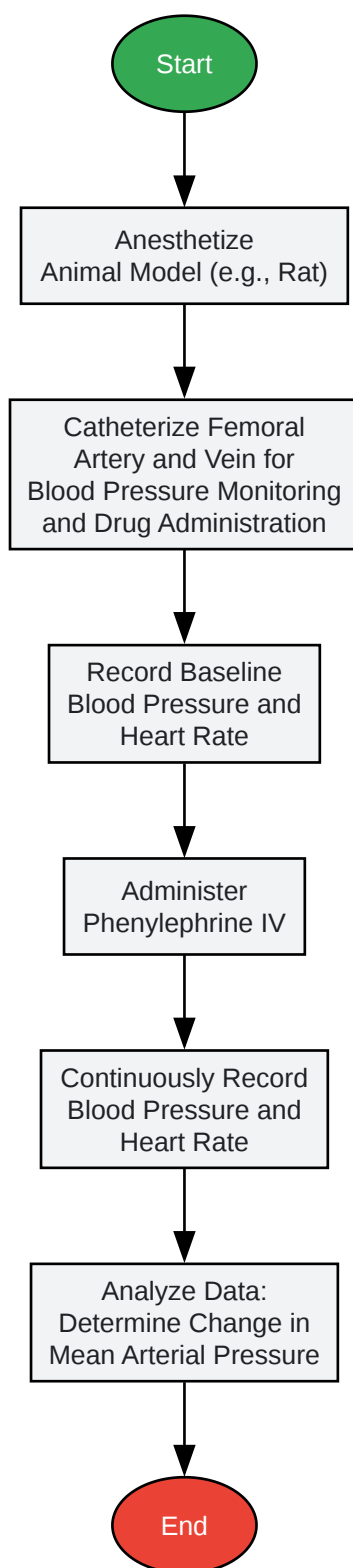 Start
Anesthetize
Animal Model (e.g., Rat)
Catheterize Femoral
Artery and Vein for
Blood Pressure Monitoring
and Drug Administration
Record Baseline
Blood Pressure and
Heart Rate
Administer
Phenylephrine IV
Continuously Record
Blood Pressure and
Heart Rate
Analyze Data:
Determine Change in
Mean Arterial Pressure
End